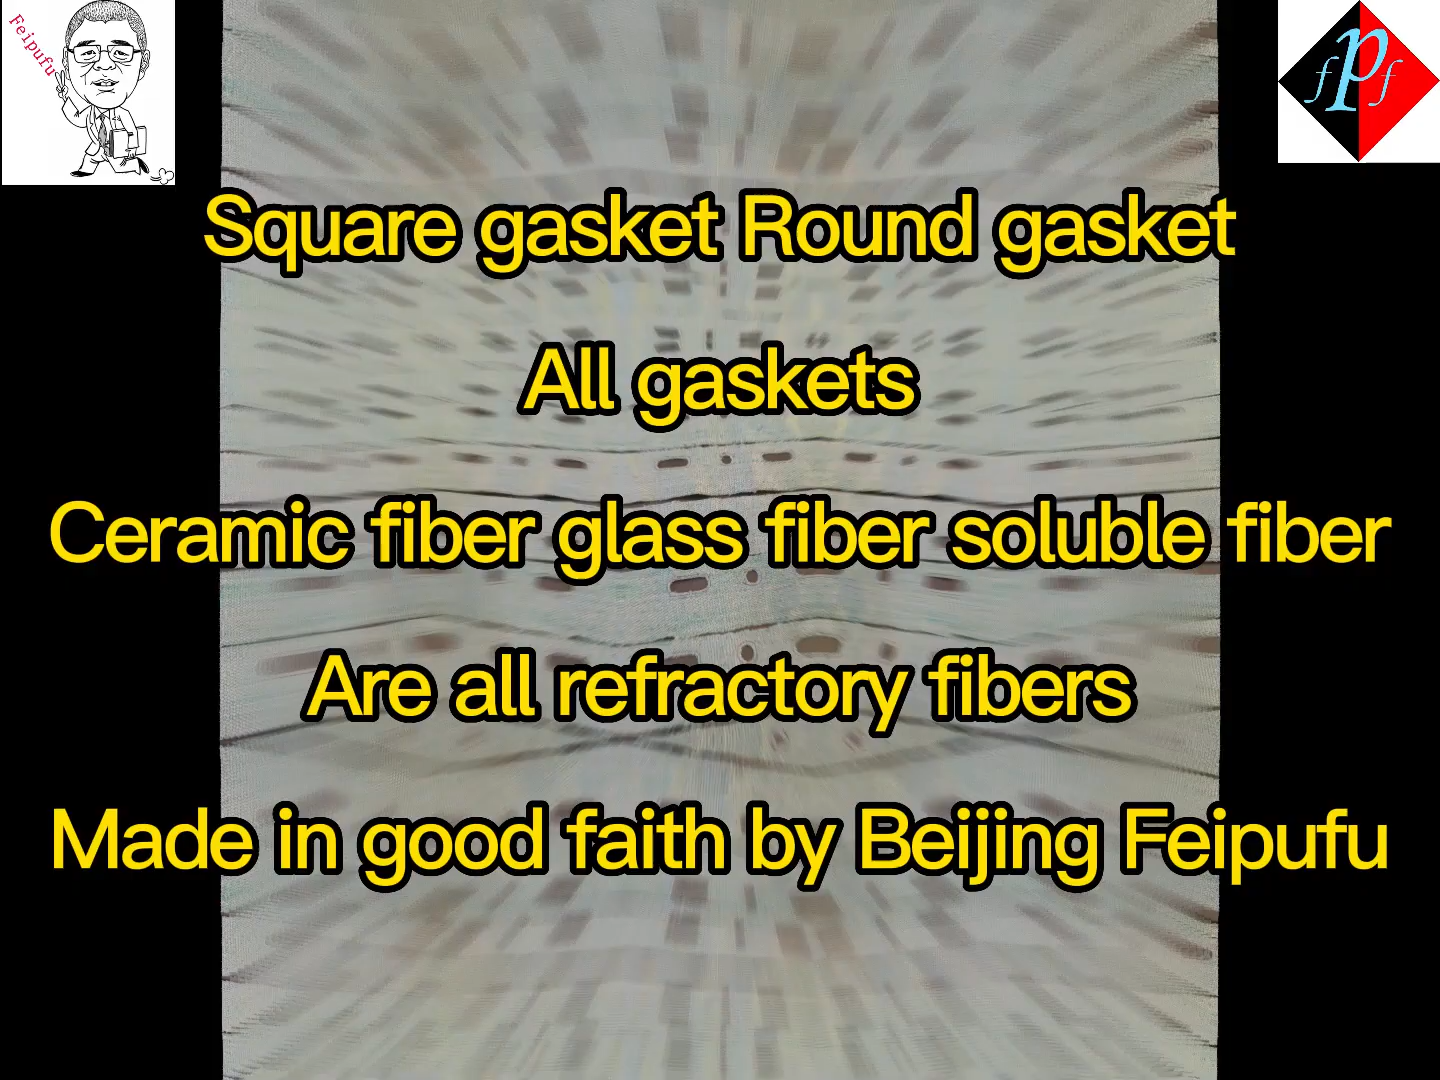 Feipufu
fPf
Square gasket Round gasket
All gaskets
Ceramic fiber glass fiber soluble fiber
Are all refractory fibers
Made in good faith by Beijing Feipufu